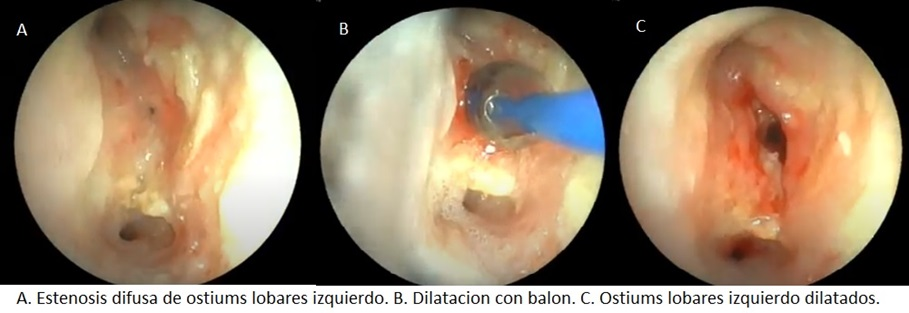 A B C
A. Estenosis difusa de ostiums lobares izquierdo. B. Dilatacion con balon. C. Ostiums lobares izquierdo dilatados.